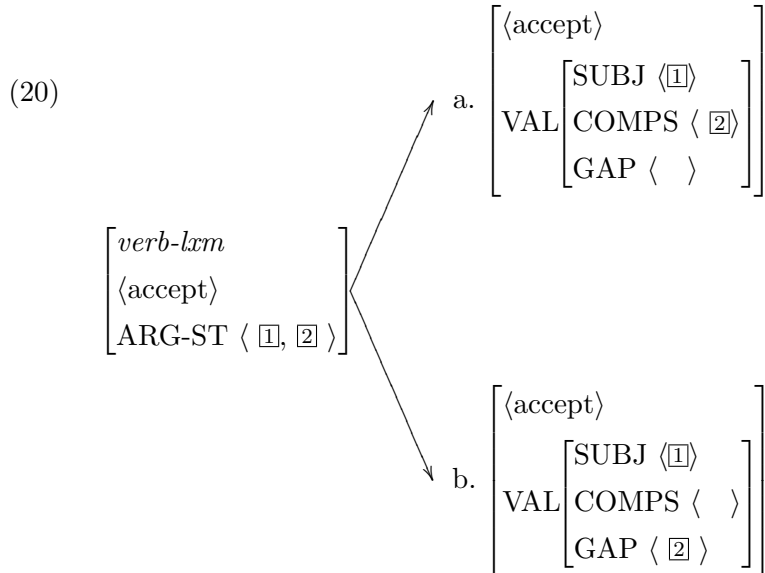 (20)
a. ⟨accept⟩
VAL SUBJ ⟨[1]⟩
COMPS ⟨ [2]⟩
GAP ⟨ ⟩
verb-lxm
⟨accept⟩
ARG-ST ⟨ [1], [2] ⟩
b. ⟨accept⟩
VAL SUBJ ⟨[1]⟩
COMPS ⟨ ⟩
GAP ⟨ [2] ⟩